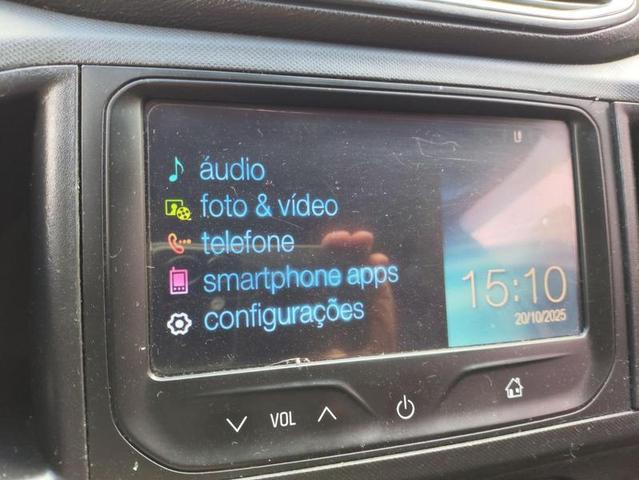 áudio
foto & vídeo
telefone
smartphone apps
configurações
15:10
20/10/2025
VOL